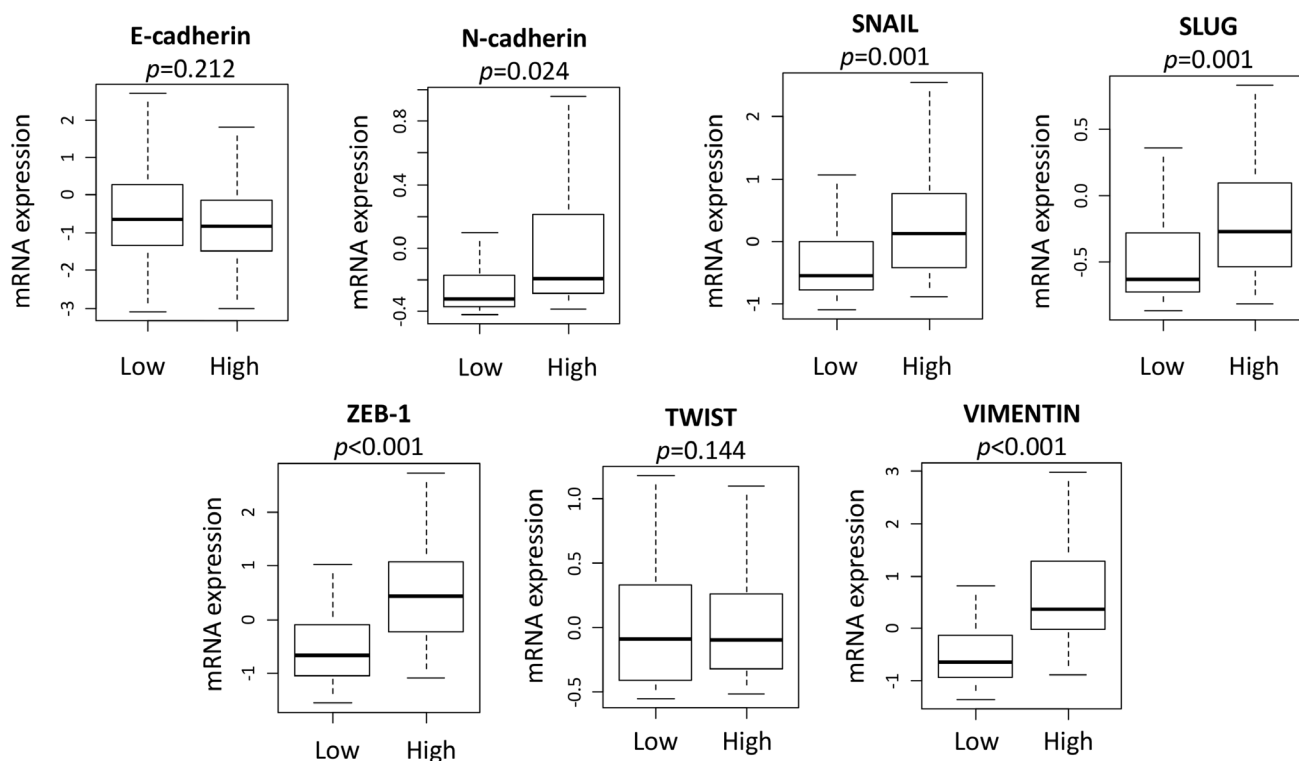 E-cadherin
p=0.212
mRNA expression
2
1
0
-1
-2
-3
Low High
N-cadherin
p=0.024
mRNA expression
0.8
0.4
0.0
-0.4
Low High
SNAIL
p=0.001
mRNA expression
2
1
0
-1
Low High
SLUG
p=0.001
mRNA expression
0.5
0.0
-0.5
Low High
ZEB-1
p<0.001
mRNA expression
2
1
0
-1
Low High
TWIST
p=0.144
mRNA expression
1.0
0.5
0.0
-0.5
Low High
VIMENTIN
p<0.001
mRNA expression
3
2
1
0
-1
Low High